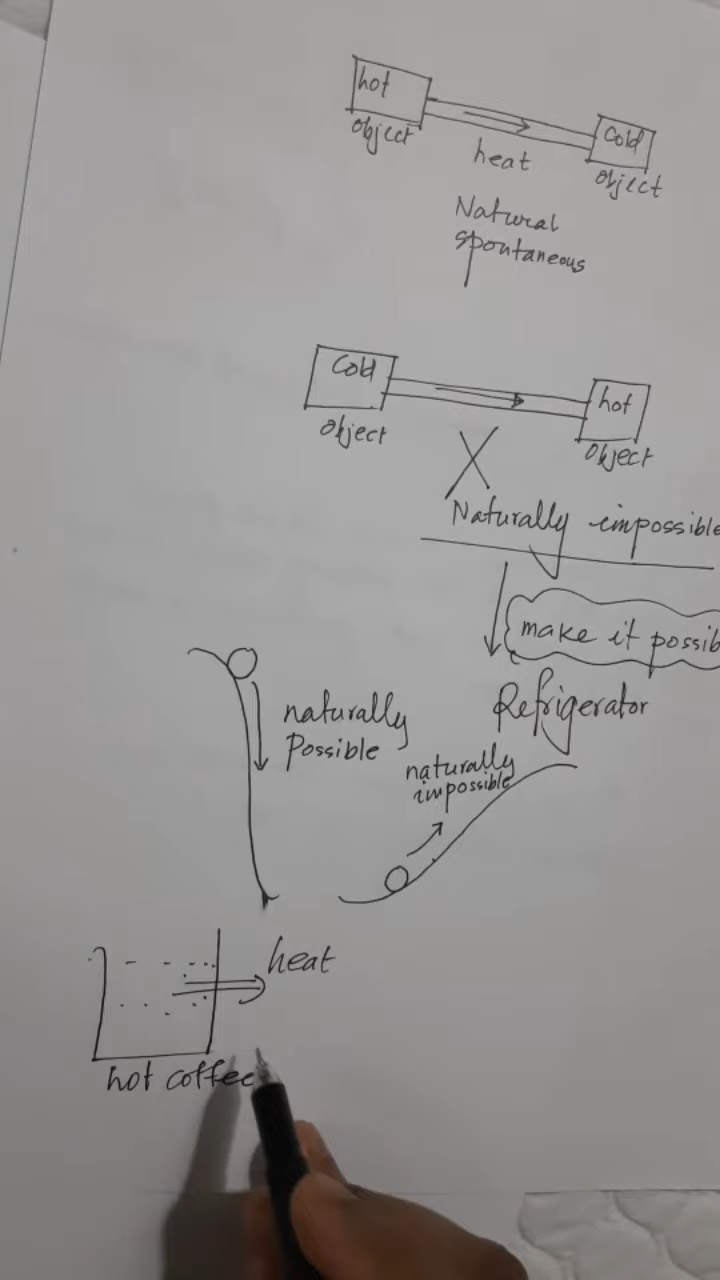 hot
object
heat
Cold
object
Natural
spontaneous
Cold
object
hot
object
X
Naturally impossible
make it possib
Refrigerator
naturally
Possible
naturally
impossible
heat
hot coffee